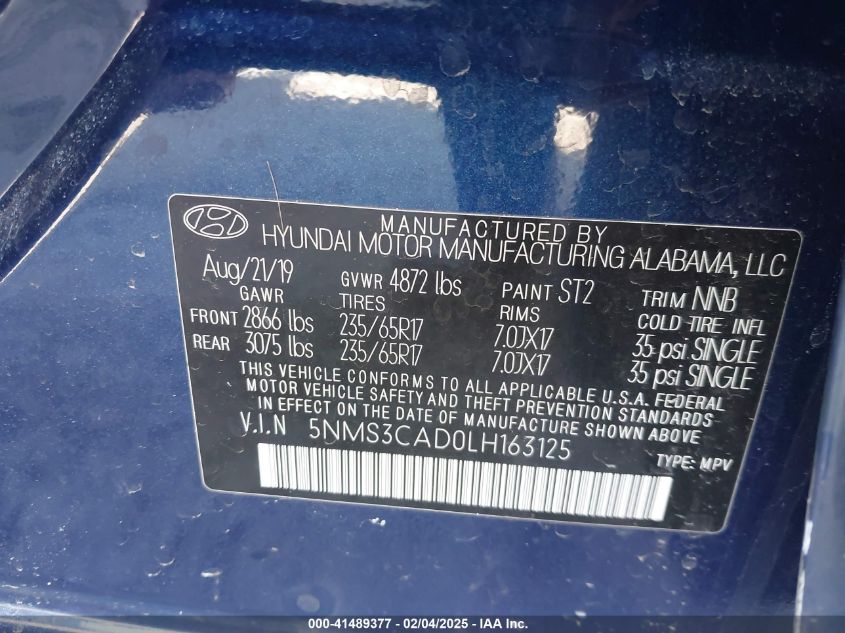 MANUFACTURED BY
HYUNDAI MOTOR MANUFACTURING ALABAMA, LLC
Aug/21/19 GVWR 4872 lbs PAINT ST2 TRIM NNB
GAWR TIRES RIMS COLD TIRE INFL
FRONT 2866 lbs 235/65R17 7.0JX17 35 psi SINGLE
REAR 3075 lbs 235/65R17 7.0JX17 35 psi SINGLE
THIS VEHICLE CONFORMS TO ALL APPLICABLE U.S.A. FEDERAL
MOTOR VEHICLE SAFETY AND THEFT PREVENTION STANDARDS
IN EFFECT ON THE DATE OF MANUFACTURE SHOWN ABOVE.
V.I.N 5NMS3CAD0LH163125
TYPE: MPV
000-41489377 - 02/04/2025 - IAA Inc.